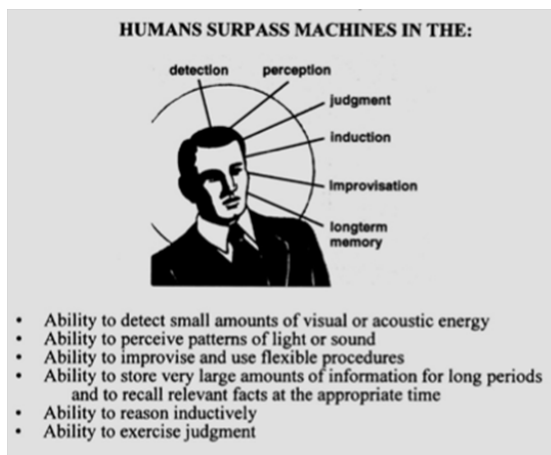 HUMANS SURPASS MACHINES IN THE:
detection perception
judgment
induction
Improvisation
longterm
memory
• Ability to detect small amounts of visual or acoustic energy
• Ability to perceive patterns of light or sound
• Ability to improvise and use flexible procedures
• Ability to store very large amounts of information for long periods
and to recall relevant facts at the appropriate time
• Ability to reason inductively
• Ability to exercise judgment